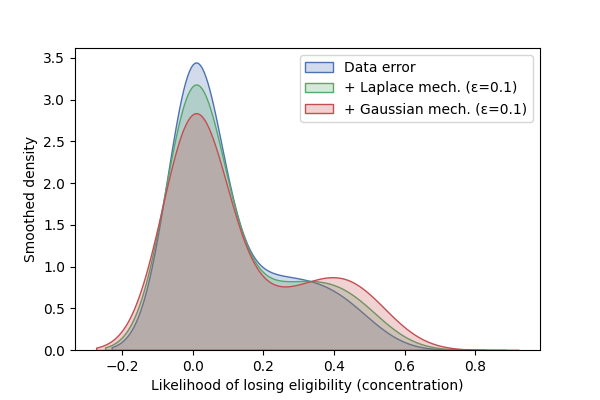 3.5
3.0
2.5
2.0
1.5
1.0
0.5
0.0
Smoothed density
Data error
+ Laplace mech. (ε=0.1)
+ Gaussian mech. (ε=0.1)
−0.2 0.0 0.2 0.4 0.6 0.8
Likelihood of losing eligibility (concentration)